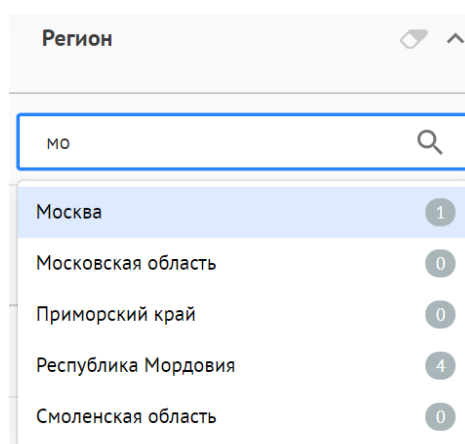 Регион
мо
Москва 1
Московская область 0
Приморский край 0
Республика Мордовия 4
Смоленская область 0